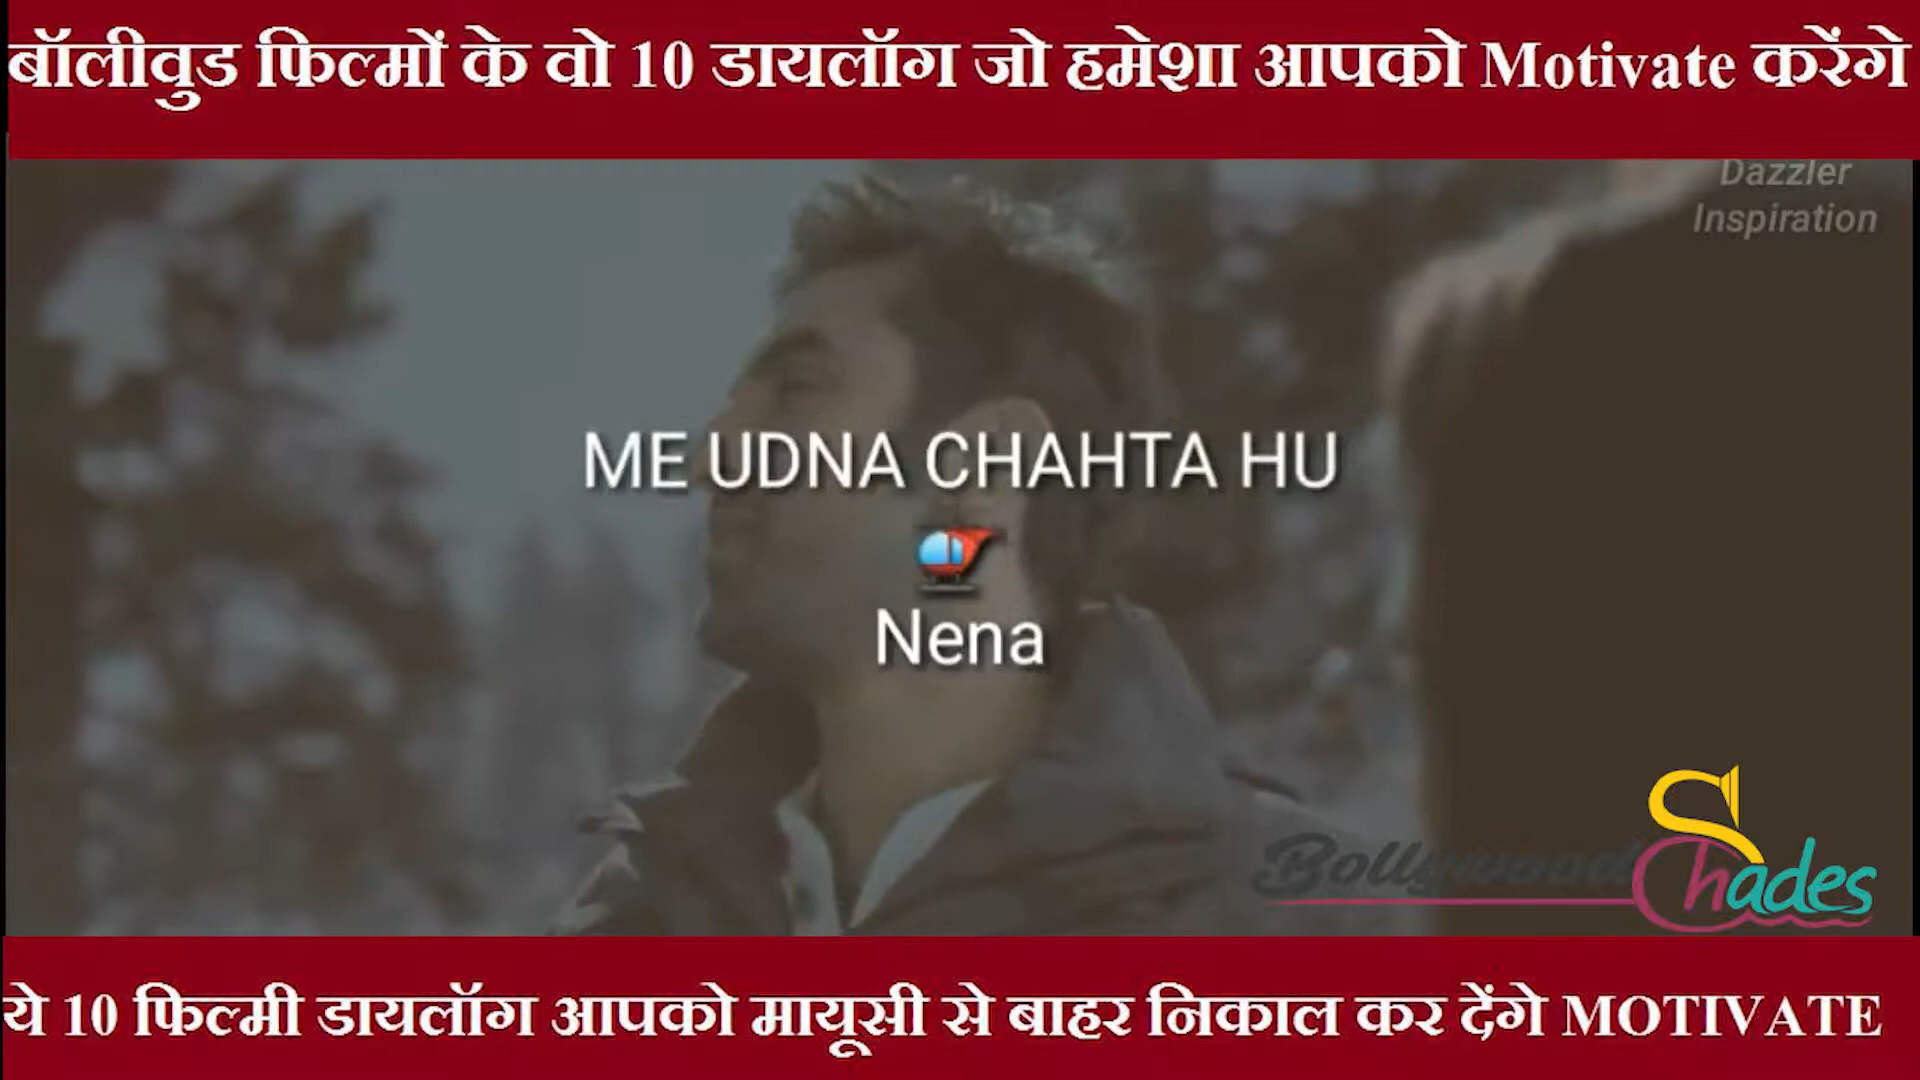 बॉलीवुड फिल्मों के वो 10 डायलॉग जो हमेशा आपको Motivate करेंगे
Dazzler
Inspiration
ME UDNA CHAHTA HU
Nena
Bollywood Shades
ये 10 फिल्मी डायलॉग आपको मायूसी से बाहर निकाल कर देंगे MOTIVATE